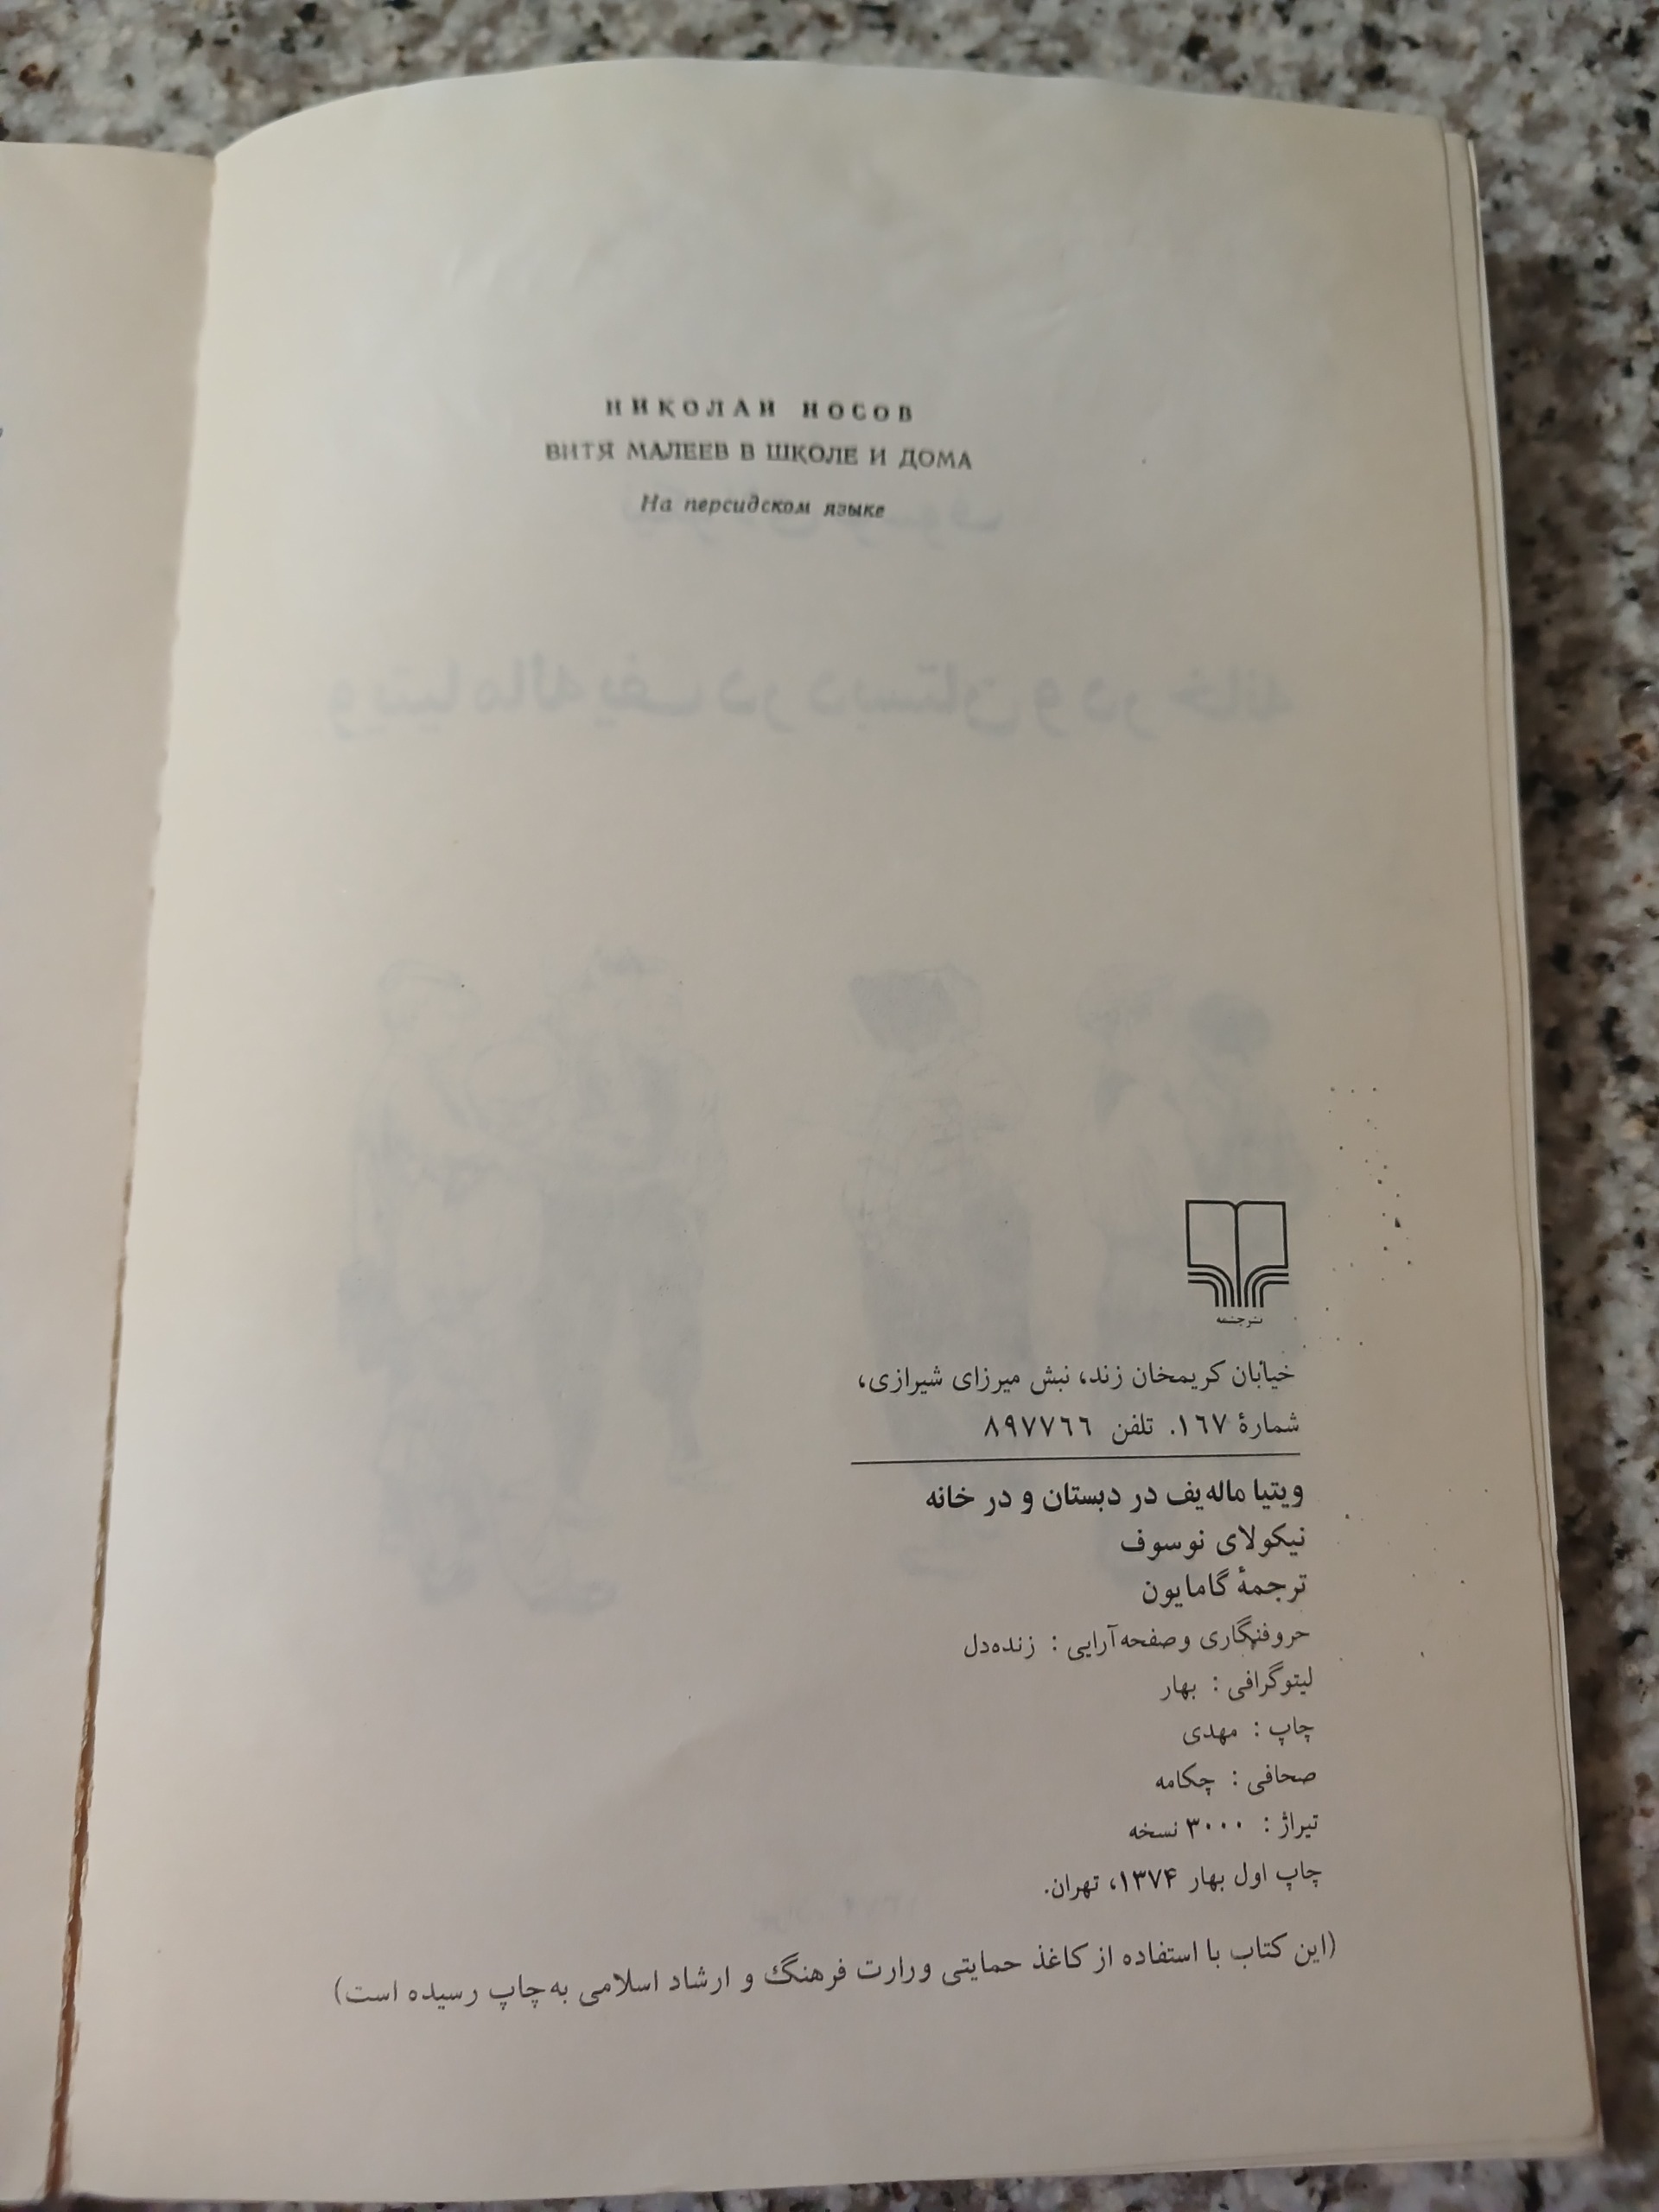 НИКОЛАЙ НОСОВ
ВИТЯ МАЛЕЕВ В ШКОЛЕ И ДОМА
На персидском языке
نشر چشمه
خیابان کریمخان زند، نبش میرزای شیرازی،
شمارهٔ ۱۶۷. تلفن ۸۹۷۷۶۶
ویتیا ماله‌یف در دبستان و در خانه
نیکولای نوسوف
ترجمهٔ گامایون
حروفنگاری و صفحه‌آرایی : زنده‌دل
لیتوگرافی : بهار
چاپ : مهدی
صحافی : چکامه
تیراژ : ۳۰۰۰ نسخه
چاپ اول بهار ۱۳۷۴، تهران.
(این کتاب با استفاده از کاغذ حمایتی ورارت فرهنگ و ارشاد اسلامی به‌چاپ رسیده است)